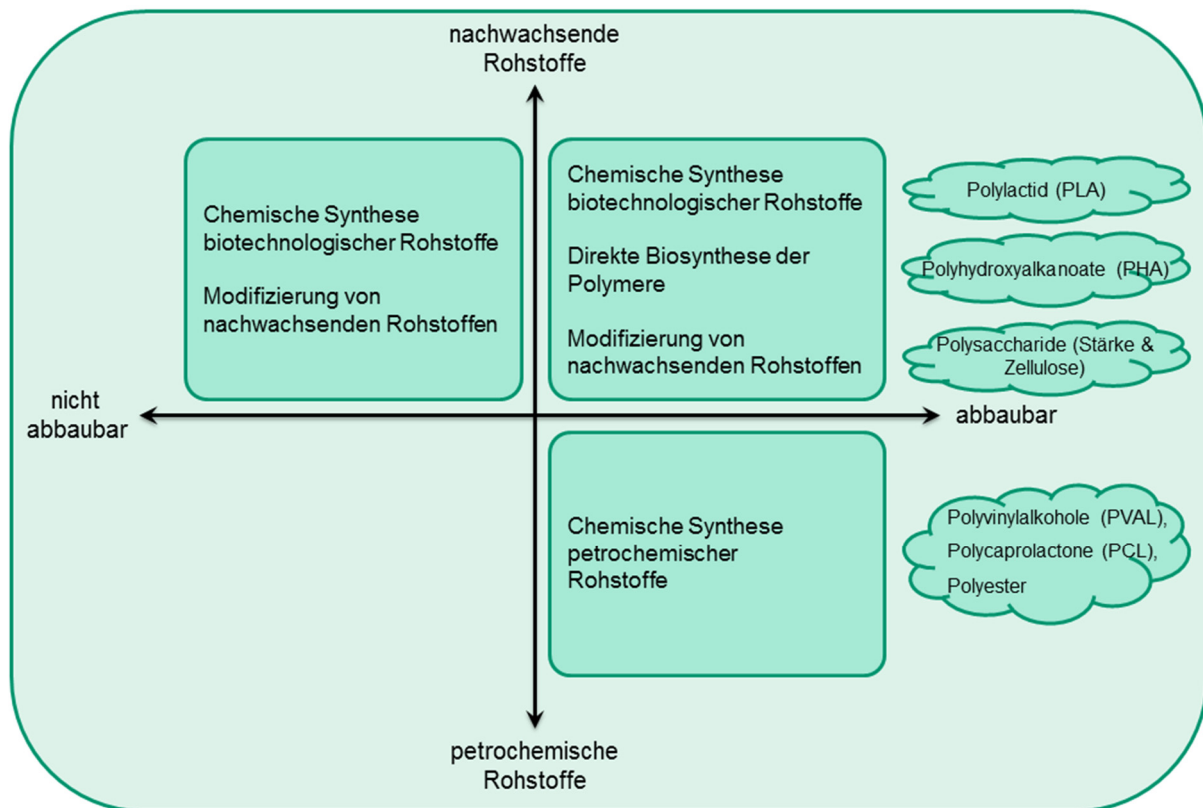 nachwachsende
Rohstoffe
Chemische Synthese
biotechnologischer Rohstoffe
Modifizierung von
nachwachsenden Rohstoffen
Chemische Synthese
biotechnologischer Rohstoffe
Direkte Biosynthese der
Polymere
Modifizierung von
nachwachsenden Rohstoffen
Polylactid (PLA)
Polyhydroxyalkanoate (PHA)
Polysaccharide (Stärke &
Zellulose)
nicht
abbaubar
abbaubar
Chemische Synthese
petrochemischer
Rohstoffe
Polyvinylalkohole (PVAL),
Polycaprolactone (PCL),
Polyester
petrochemische
Rohstoffe